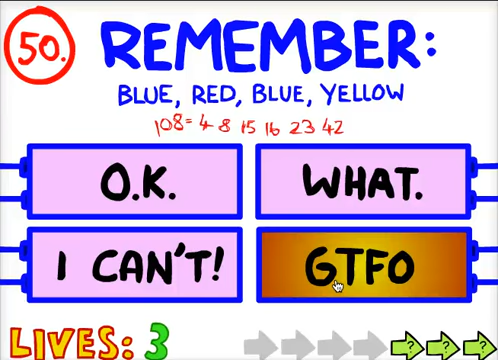 50.
REMEMBER:
BLUE, RED, BLUE, YELLOW
108= 4 8 15 16 23 42
O.K.
WHAT.
I CAN'T!
GTFO
LIVES: 3
? ? ?